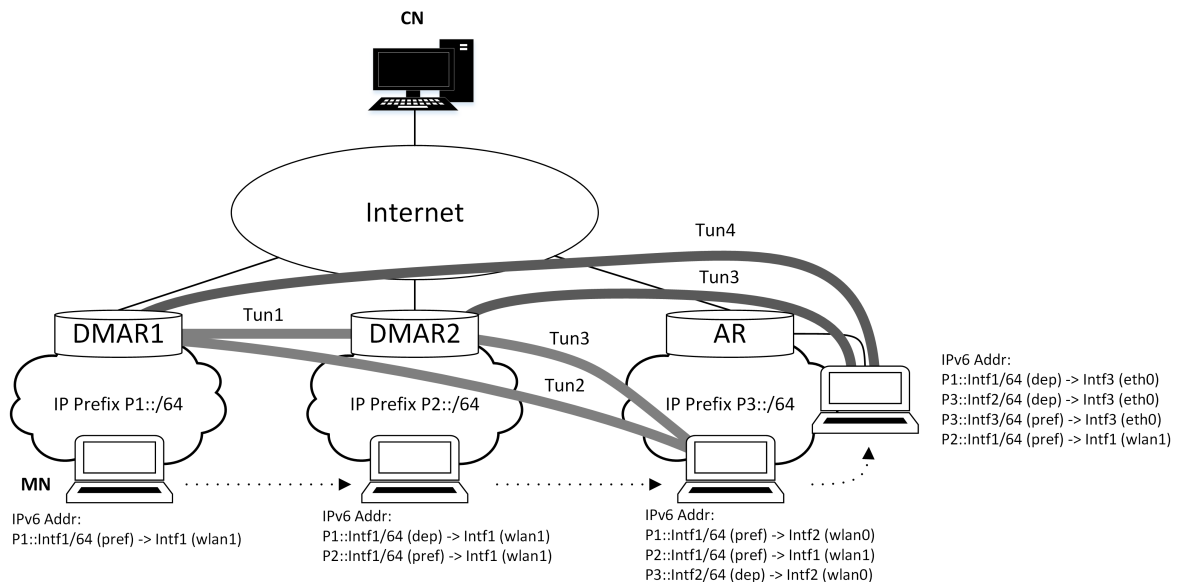 CN
Internet
Tun4
Tun3
Tun1
DMAR1
DMAR2
AR
Tun3
Tun2
IP Prefix P1::/64
IP Prefix P2::/64
IP Prefix P3::/64
IPv6 Addr:
P1::Intf1/64 (dep) -> Intf3 (eth0)
P3::Intf2/64 (dep) -> Intf3 (eth0)
P3::Intf3/64 (pref) -> Intf3 (eth0)
P2::Intf1/64 (pref) -> Intf1 (wlan1)
MN
IPv6 Addr:
P1::Intf1/64 (pref) -> Intf1 (wlan1)
IPv6 Addr:
P1::Intf1/64 (dep) -> Intf1 (wlan1)
P2::Intf1/64 (pref) -> Intf1 (wlan1)
IPv6 Addr:
P1::Intf1/64 (pref) -> Intf2 (wlan0)
P2::Intf1/64 (pref) -> Intf1 (wlan1)
P3::Intf2/64 (dep) -> Intf2 (wlan0)